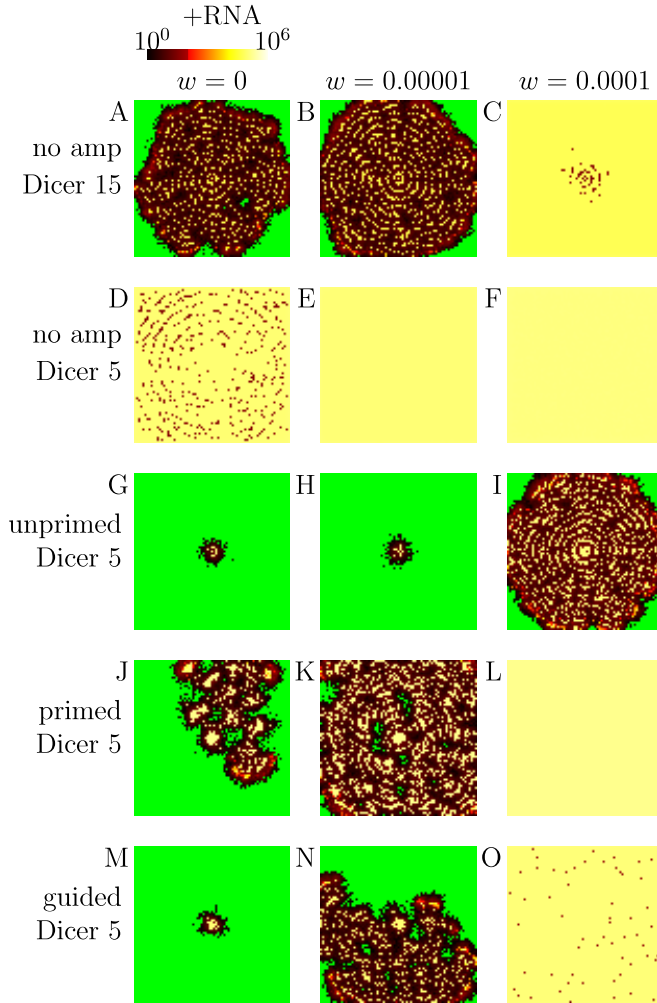 +RNA
10^0 10^6
w = 0 w = 0.00001 w = 0.0001
A B C
no amp
Dicer 15
D E F
no amp
Dicer 5
G H I
unprimed
Dicer 5
J K L
primed
Dicer 5
M N O
guided
Dicer 5